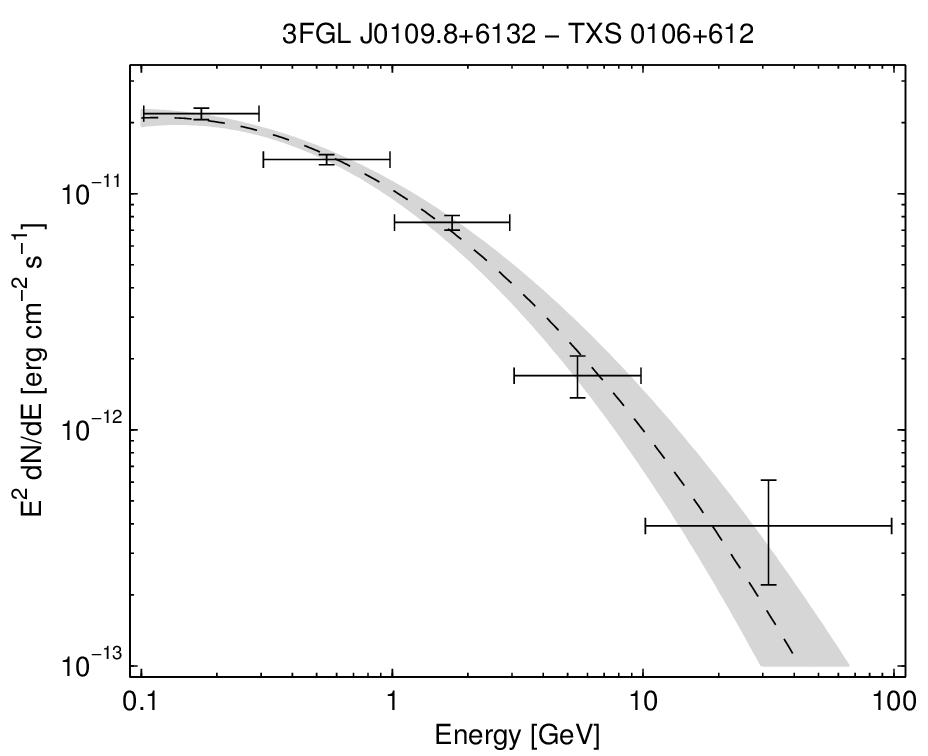 3FGL J0109.8+6132 − TXS 0106+612
E² dN/dE [erg cm⁻² s⁻¹]
10⁻¹¹
10⁻¹²
10⁻¹³
0.1 1 10 100
Energy [GeV]